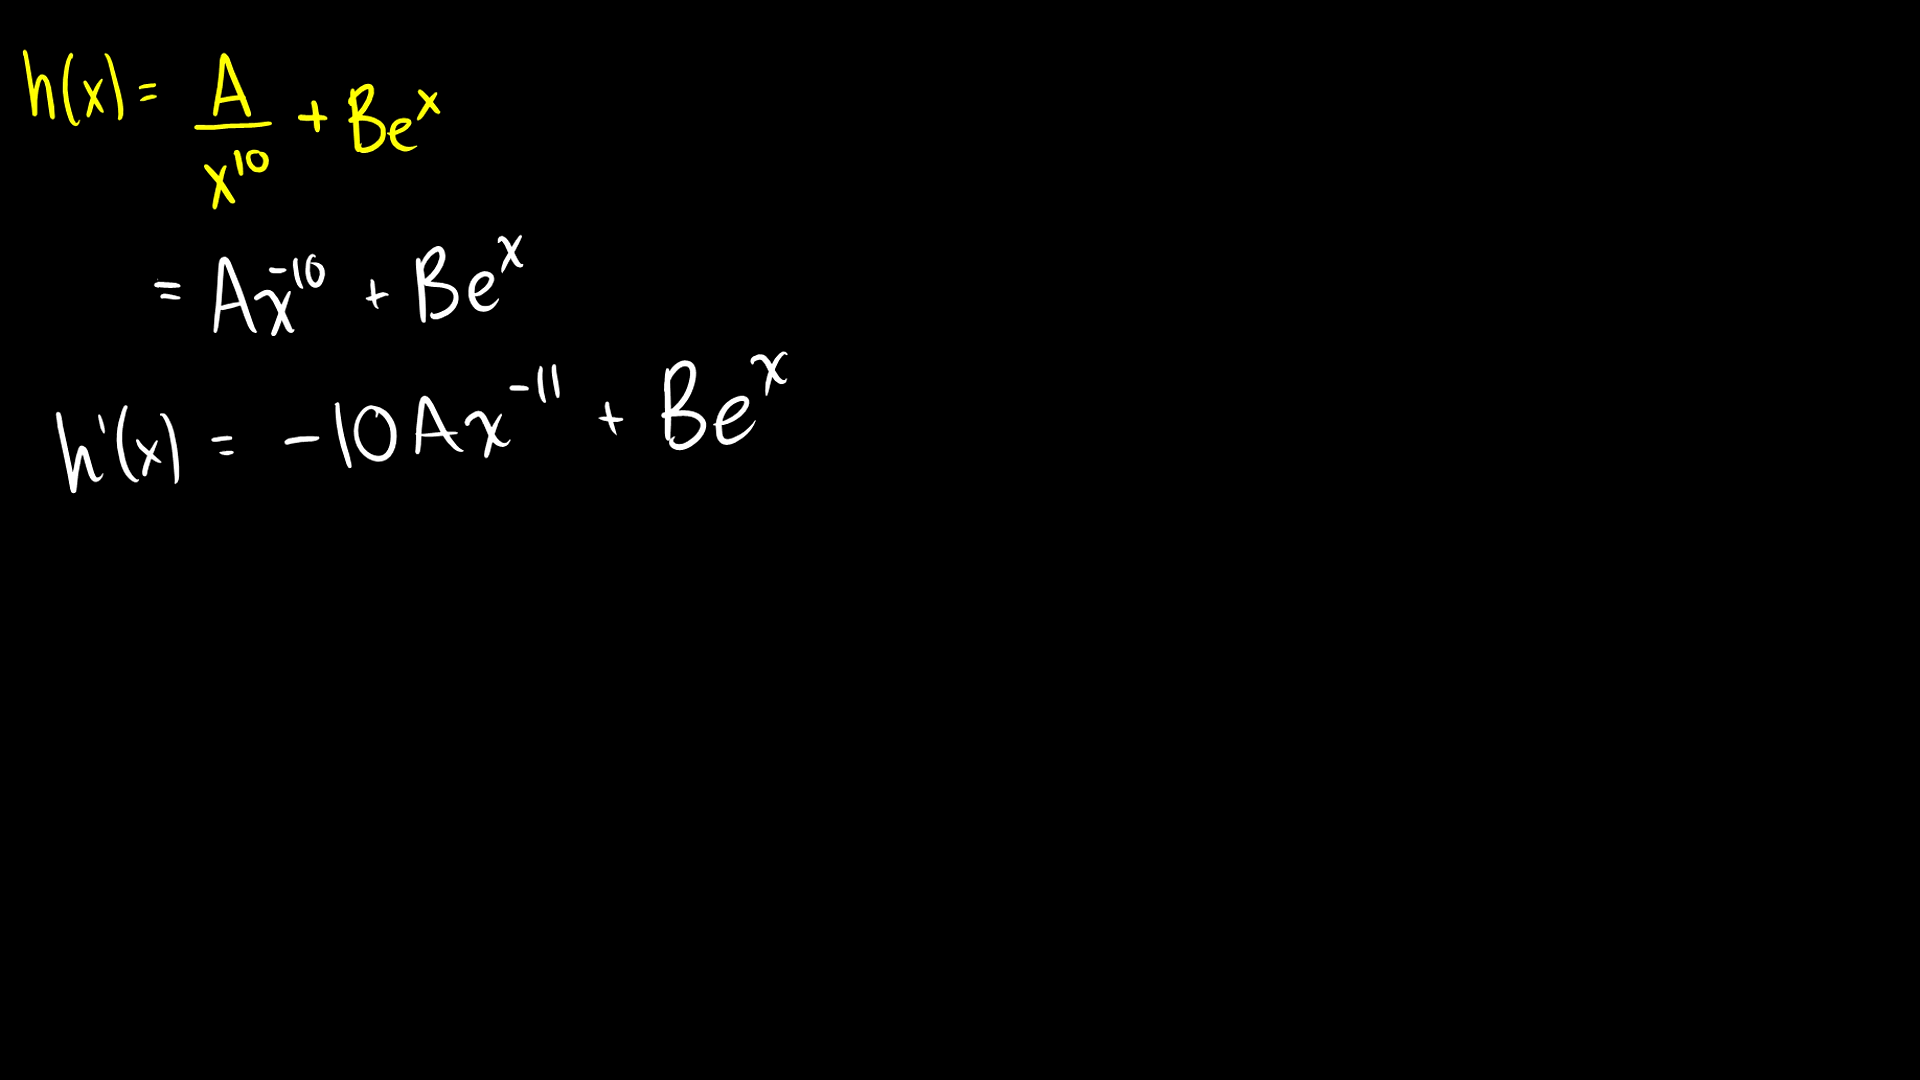 h(x) = A/x^10 + Be^x
= Ax^-10 + Be^x
h'(x) = -10Ax^-11 + Be^x